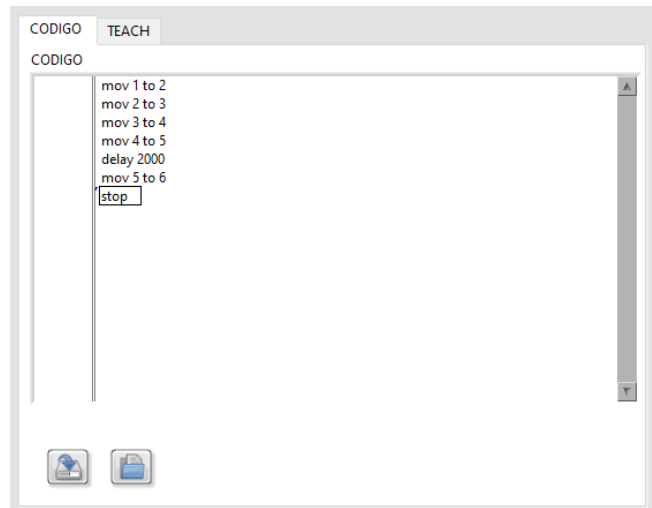 CODIGO TEACH
CODIGO
mov 1 to 2
mov 2 to 3
mov 3 to 4
mov 4 to 5
delay 2000
mov 5 to 6
stop